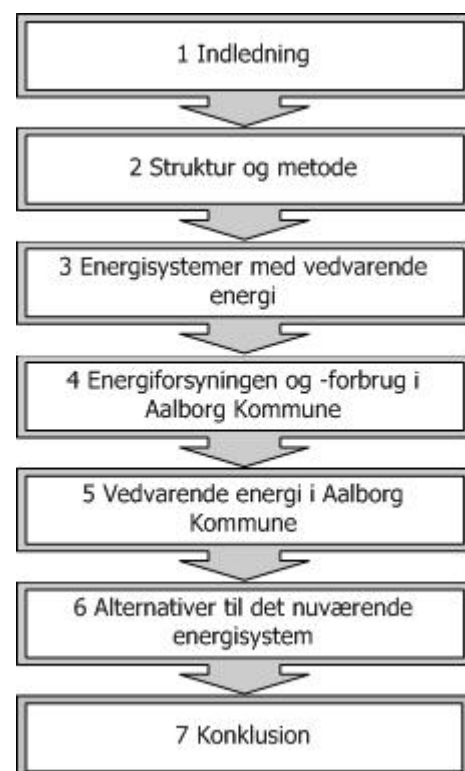 1 Indledning
2 Struktur og metode
3 Energisystemer med vedvarende
energi
4 Energiforsyningen og -forbrug i
Aalborg Kommune
5 Vedvarende energi i Aalborg
Kommune
6 Alternativer til det nuværende
energisystem
7 Konklusion